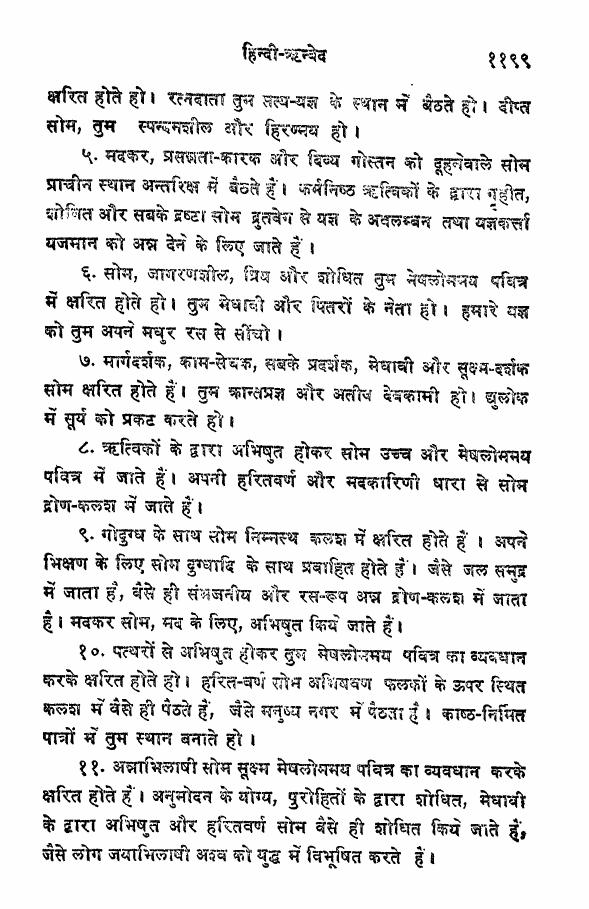 हिन्दी-ऋग्वेद ११९९
क्षरित होते हो। रत्नदाता तुम सत्य-यज्ञ के स्थान में बैठते हो। दीप्त
सोम, तुम स्पन्दनशील और हिरण्मय हो।
५. मदकर, प्रसन्नता-कारक और दिव्य गोस्तन को दूहनेवाले सोम
प्राचीन स्थान अन्तरिक्ष में बैठते हैं। कर्मनिष्ठ ऋत्विकों के द्वारा गृहीत,
शोधित और सबके द्रष्टा सोम द्रुतवेग से यज्ञ के अवलम्बन तथा यज्ञकर्त्ता
यजमान को अन्न देने के लिए जाते हैं।
६. सोम, जागरणशील, प्रिय और शोधित तुम मेषलोममय पवित्र
में क्षरित होते हो। तुम मेधावी और पितरों के नेता हो। हमारे यज्ञ
को तुम अपने मधुर रस से सींचो।
७. मार्गदर्शक, काम-सेचक, सबके प्रदर्शक, मेधावी और सूक्ष्म-दर्शक
सोम क्षरित होते हैं। तुम क्रान्तप्रज्ञ और अतीव देवकामी हो। द्युलोक
में सूर्य को प्रकट करते हो।
८. ऋत्विकों के द्वारा अभिषुत होकर सोम उच्च और मेषलोममय
पवित्र में जाते हैं। अपनी हरितवर्ण और मदकारिणी धारा से सोम
द्रोण-कलश में जाते हैं।
९. गोदुग्ध के साथ सोम निम्नस्थ कलश में क्षरित होते हैं। अपने
मिश्रण के लिए सोम दुग्धादि के साथ प्रवाहित होते हैं। जैसे जल समुद्र
में जाता है, वैसे ही संभजनीय और रस-रूप अन्न द्रोण-कलश में जाता
है। मदकर सोम, मद के लिए, अभिषुत किये जाते हैं।
१०. पत्थरों से अभिषुत होकर तुम मेषलोममय पवित्र का व्यवधान
करके क्षरित होते हो। हरित-वर्ण सोम अभिषवण फलकों के ऊपर स्थित
कलश में वैसे ही पैठते हैं, जैसे मनुष्य नगर में पैठता है। काष्ठ-निर्मित
पात्रों में तुम स्थान बनाते हो।
११. अन्नाभिलाषी सोम सूक्ष्म मेषलोममय पवित्र का व्यवधान करके
क्षरित होते हैं। अनुमोदन के योग्य, पुरोहितों के द्वारा शोधित, मेधावी
के द्वारा अभिषुत और हरितवर्ण सोम वैसे ही शोधित किये जाते हैं,
जैसे लोग जयाभिलाषी अश्व को युद्ध में विभूषित करते हैं।